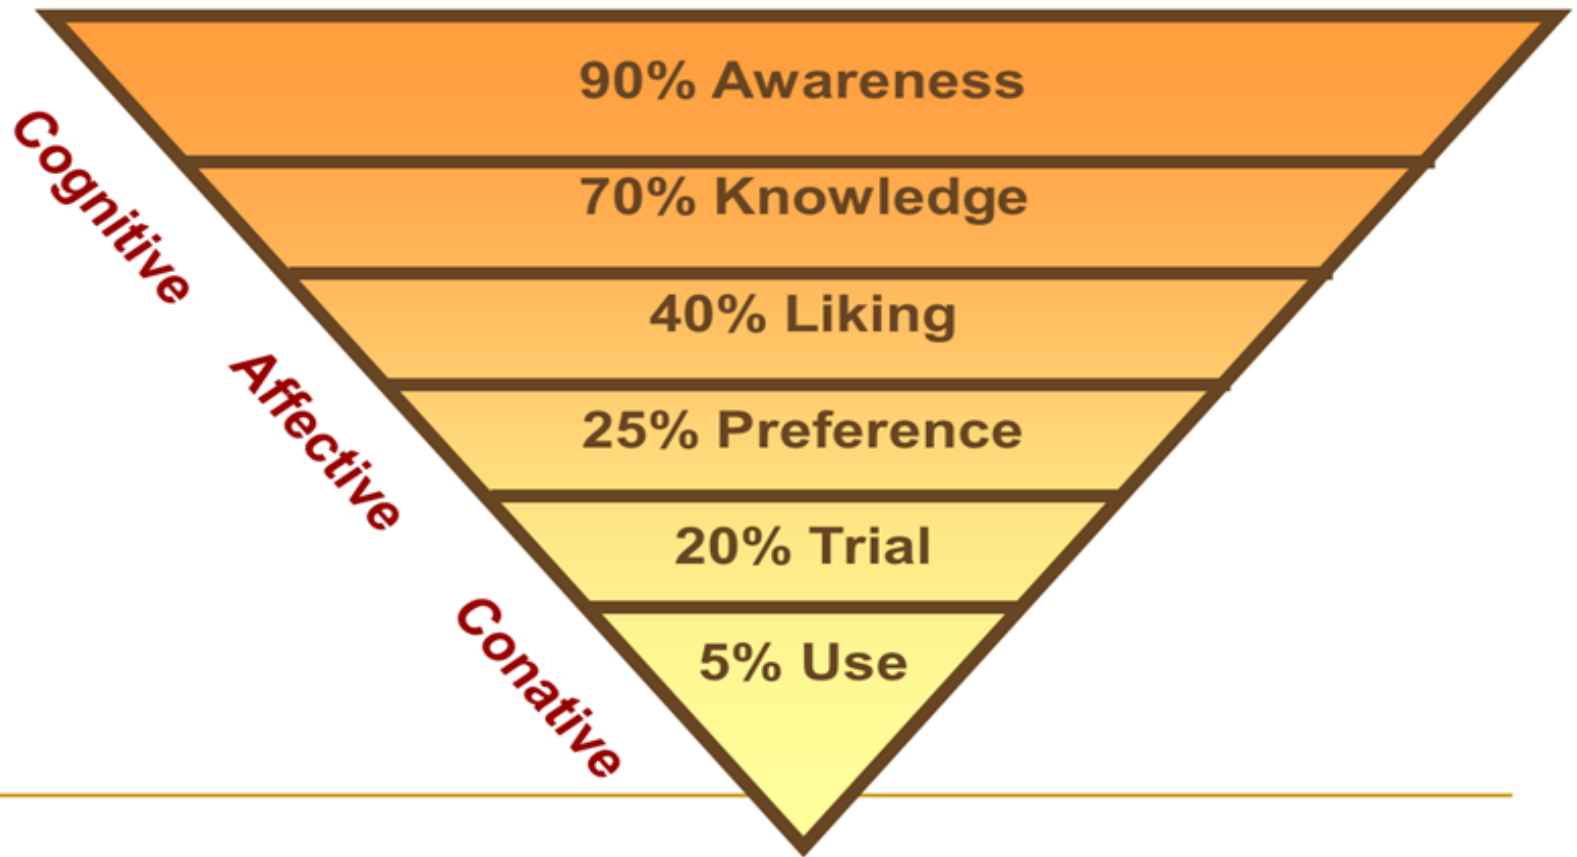 90% Awareness
70% Knowledge
40% Liking
25% Preference
20% Trial
5% Use
Cognitive
Affective
Conative